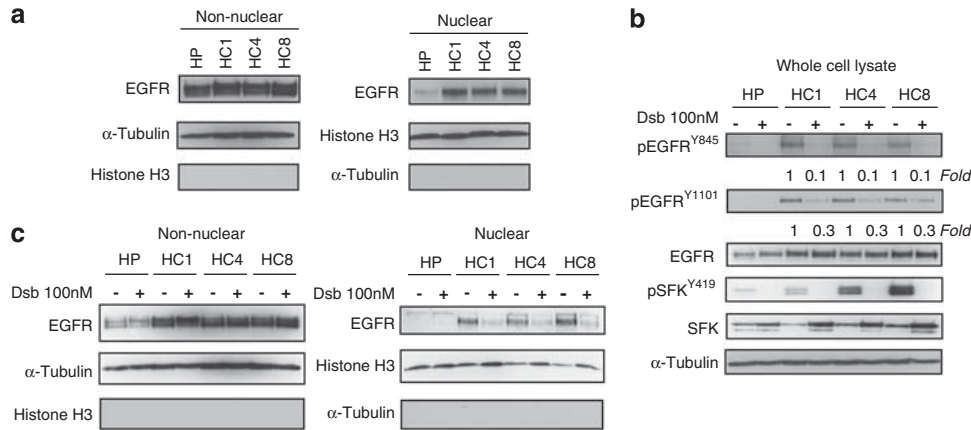 a
Non-nuclear
HP HC1 HC4 HC8
EGFR
α-Tubulin
Histone H3
Nuclear
HP HC1 HC4 HC8
EGFR
Histone H3
α-Tubulin
b
Whole cell lysate
HP HC1 HC4 HC8
Dsb 100nM - + - + - + - +
pEGFRY845
1 0.1 1 0.1 1 0.1 Fold
pEGFRY1101
1 0.3 1 0.3 1 0.3 Fold
EGFR
pSFKY419
SFK
α-Tubulin
c
Non-nuclear
HP HC1 HC4 HC8
Dsb 100nM - + - + - + - +
EGFR
α-Tubulin
Histone H3
Nuclear
HP HC1 HC4 HC8
Dsb 100nM - + - + - + - +
EGFR
Histone H3
α-Tubulin